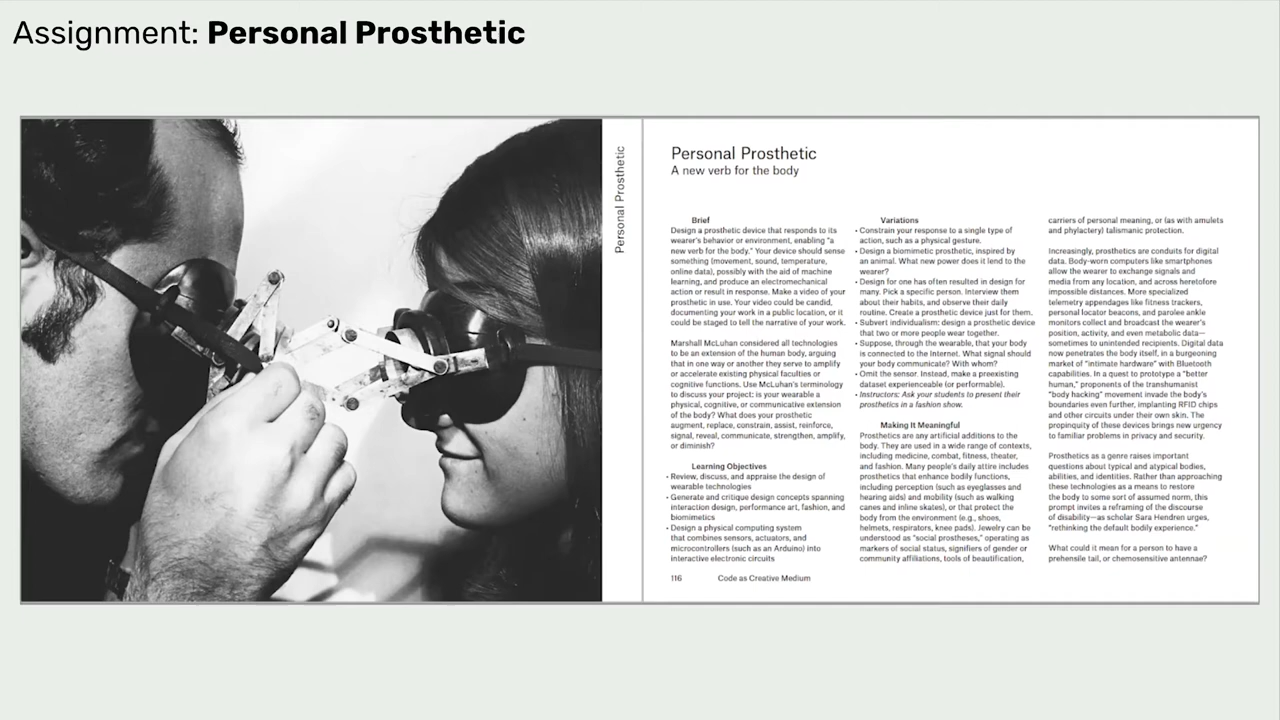 Assignment: Personal Prosthetic
Personal Prosthetic
Personal Prosthetic
A new verb for the body
Brief
Design a prosthetic device that responds to its
wearer's behavior or environment, enabling "a
new verb for the body." Your device should sense
something (movement, sound, temperature,
online data), possibly with the aid of machine
learning, and produce an electromechanical
action or result in response. Make a video of your
prosthetic in use. Your video could be candid,
documenting your work in a public location, or it
could be staged to tell the narrative of your work.
Marshall McLuhan considered all technologies
to be an extension of the human body, arguing
that in one way or another they serve to amplify
or accelerate existing physical faculties or
cognitive functions. Use McLuhan's terminology
to discuss your project: is your wearable a
physical, cognitive, or communicative extension
of the body? What does your prosthetic
augment, replace, constrain, assist, reinforce,
signal, reveal, communicate, strengthen, amplify,
or diminish?
Learning Objectives
• Review, discuss, and appraise the design of
wearable technologies
• Generate and critique design concepts spanning
interaction design, performance art, fashion, and
biomimetics
• Design a physical computing system
that combines sensors, actuators, and
microcontrollers (such as an Arduino) into
interactive electronic circuits
Variations
• Constrain your response to a single type of
action, such as a physical gesture.
• Design a biomimetic prosthetic, inspired by
an animal. What new power does it lend to the
wearer?
• Design for one has often resulted in design for
many. Pick a specific person. Interview them
about their habits, and observe their daily
routine. Create a prosthetic device just for them.
• Subvert individualism: design a prosthetic device
that two or more people wear together.
• Suppose, through the wearable, that your body
is connected to the Internet. What signal should
your body communicate? With whom?
• Omit the sensor. Instead, make a preexisting
dataset experienceable (or performable).
• Instructors: Ask your students to present their
prosthetics in a fashion show.
Making It Meaningful
Prosthetics are any artificial additions to the
body. They are used in a wide range of contexts,
including medicine, combat, fitness, theater,
and fashion. Many people's daily attire includes
prosthetics that enhance bodily functions,
including perception (such as eyeglasses and
hearing aids) and mobility (such as walking
canes and inline skates), or that protect the
body from the environment (e.g., shoes,
helmets, respirators, knee pads). Jewelry can be
understood as "social prostheses," operating as
markers of social status, signifiers of gender or
community affiliations, tools of beautification,
carriers of personal meaning, or (as with amulets
and phylactery) talismanic protection.
Increasingly, prosthetics are conduits for digital
data. Body-worn computers like smartphones
allow the wearer to exchange signals and
media from any location, and across heretofore
impossible distances. More specialized
telemetry appendages like fitness trackers,
personal locator beacons, and parolee ankle
monitors collect and broadcast the wearer's
position, activity, and even metabolic data—
sometimes to unintended recipients. Digital data
now penetrates the body itself, in a burgeoning
market of "intimate hardware" with Bluetooth
capabilities. In a quest to prototype a "better
human," proponents of the transhumanist
"body hacking" movement invade the body's
boundaries even further, implanting RFID chips
and other circuits under their own skin. The
propinquity of these devices brings new urgency
to familiar problems in privacy and security.
Prosthetics as a genre raises important
questions about typical and atypical bodies,
abilities, and identities. Rather than approaching
these technologies as a means to restore
the body to some sort of assumed norm, this
prompt invites a reframing of the discourse
of disability—as scholar Sara Hendren urges,
"rethinking the default bodily experience."
What could it mean for a person to have a
prehensile tail, or chemosensitive antennae?
116 Code as Creative Medium